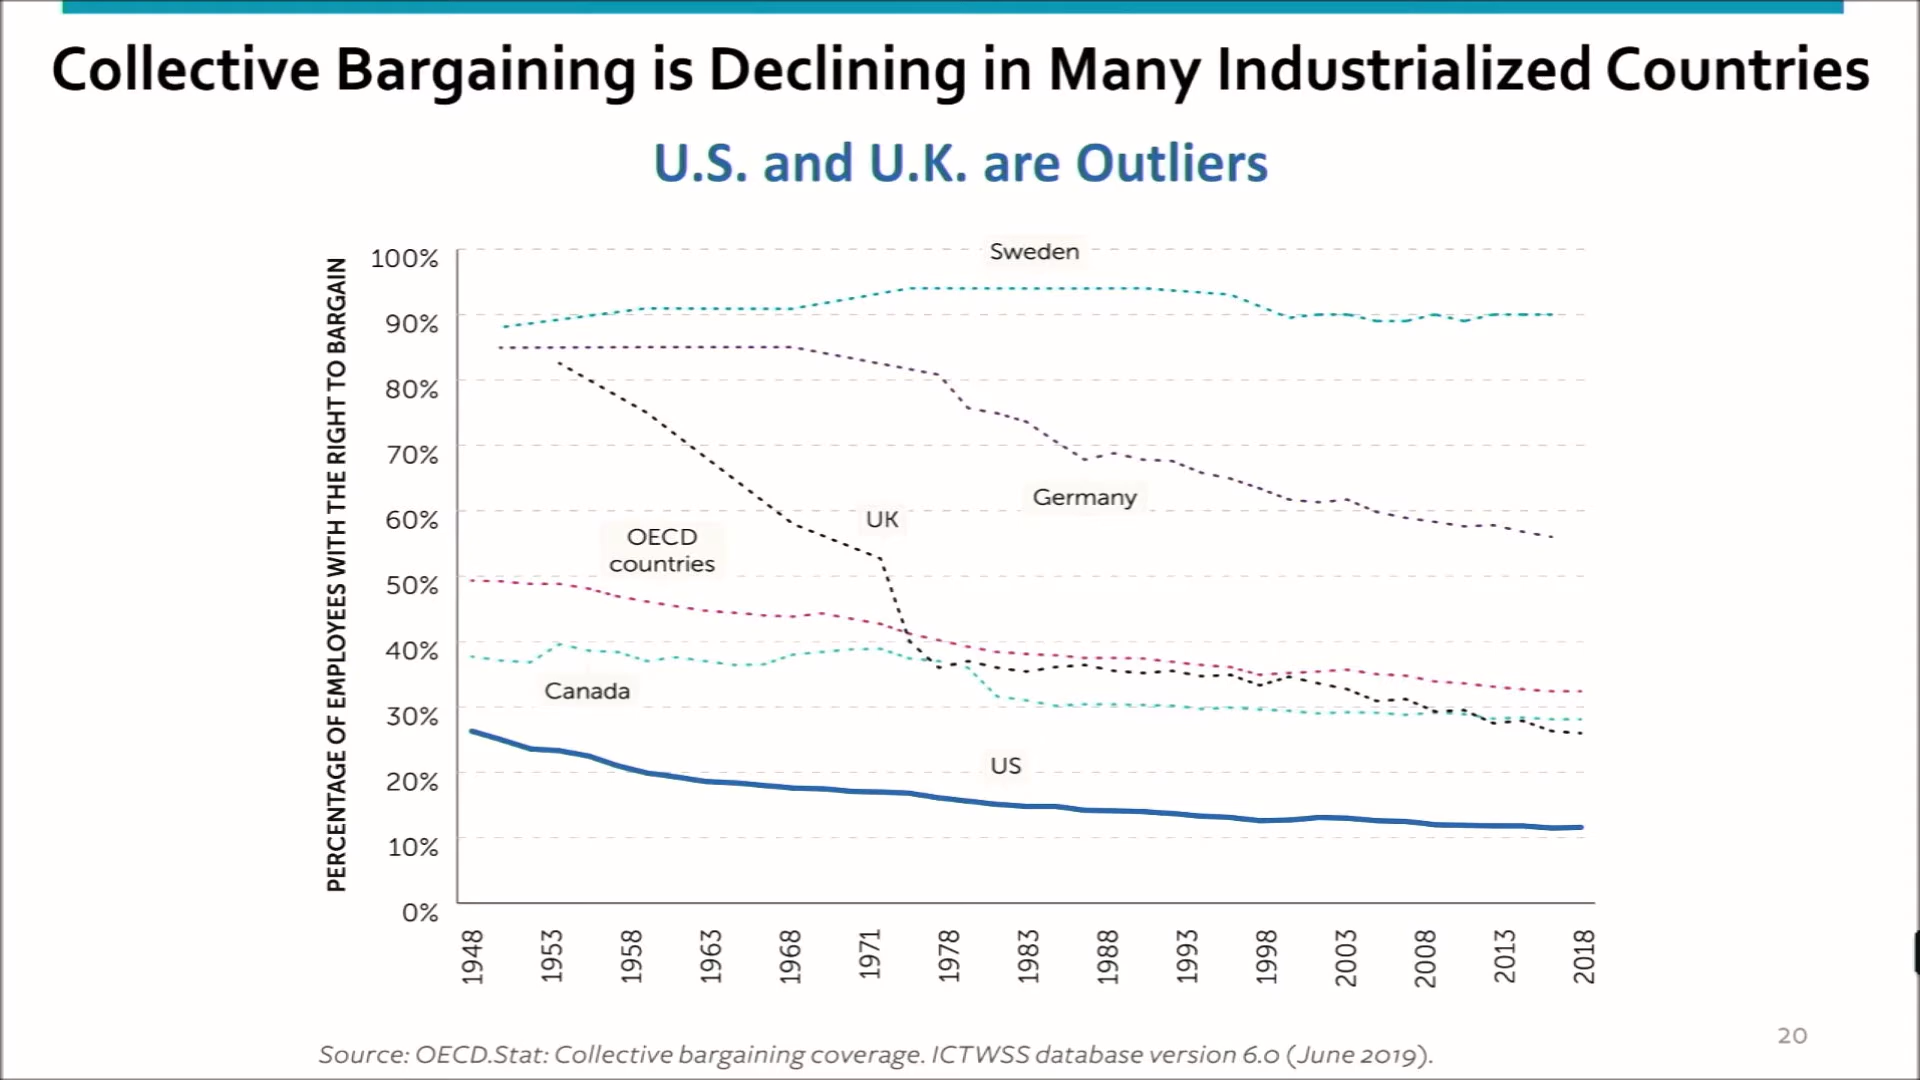 Collective Bargaining is Declining in Many Industrialized Countries
U.S. and U.K. are Outliers
PERCENTAGE OF EMPLOYEES WITH THE RIGHT TO BARGAIN
100%
90%
80%
70%
60%
50%
40%
30%
20%
10%
0%
Sweden
Germany
UK
OECD
countries
Canada
US
1948
1953
1958
1963
1968
1971
1978
1983
1988
1993
1998
2003
2008
2013
2018
20
Source: OECD.Stat: Collective bargaining coverage. ICTWSS database version 6.0 (June 2019).